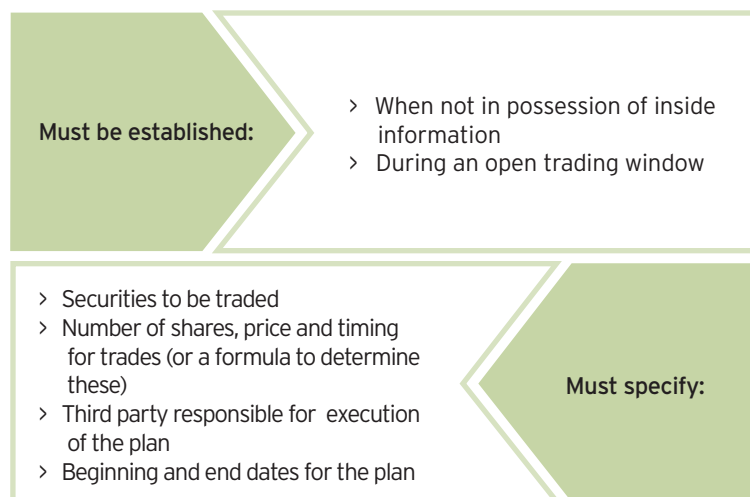 Must be established:
> When not in possession of inside
information
> During an open trading window
> Securities to be traded
> Number of shares, price and timing
for trades (or a formula to determine
these)
> Third party responsible for execution
of the plan
> Beginning and end dates for the plan
Must specify: